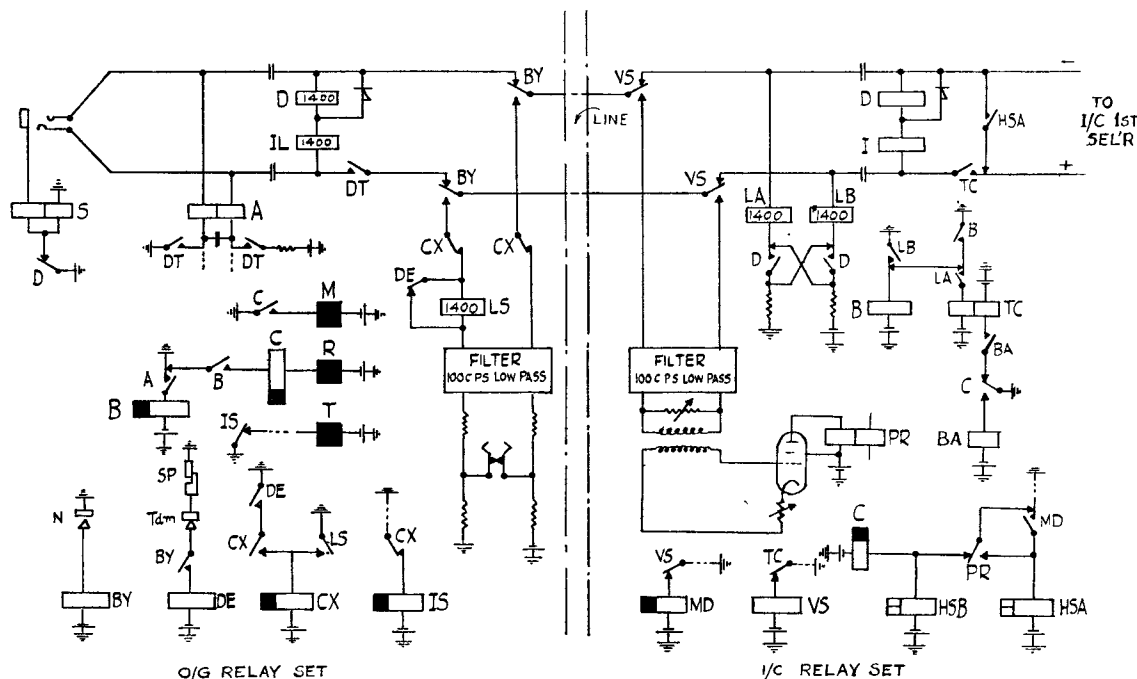 BY
VS
D
1400
IL
1400
DT
BY
VS
LINE
D
I
HSA
−
TO
I/C 1ST
SEL'R
+
TC
S
A
D
DT
DT
CX
CX
DE
1400
LS
LA
LB
1400
1400
D
D
LB
B
LA
B
TC
BA
C
BA
C
M
C
R
A
B
B
T
IS
FILTER
100 C PS LOW PASS
FILTER
100 C PS LOW PASS
PR
SP
N
Tdm
BY
DE
CX
LS
CX
BY
DE
CX
IS
VS
MD
TC
VS
C
PR
MD
HSB
HSA
O/G RELAY SET
I/C RELAY SET